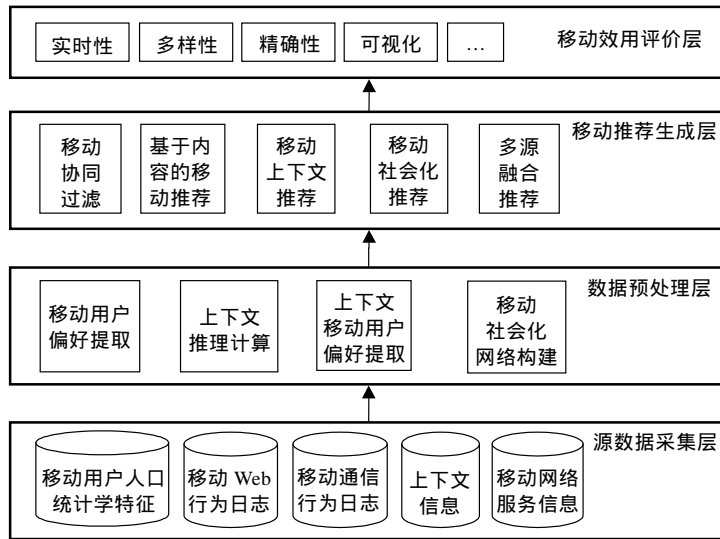 实时性 多样性 精确性 可视化 … 移动效用评价层
移动推荐生成层
移动
协同
过滤
基于内
容的移
动推荐
移动
上下文
推荐
移动
社会化
推荐
多源
融合
推荐
数据预处理层
移动用户
偏好提取
上下文
推理计算
上下文
移动用户
偏好提取
移动
社会化
网络构建
源数据采集层
移动用户人口
统计学特征
移动 Web
行为日志
移动通信
行为日志
上下文
信息
移动网络
服务信息